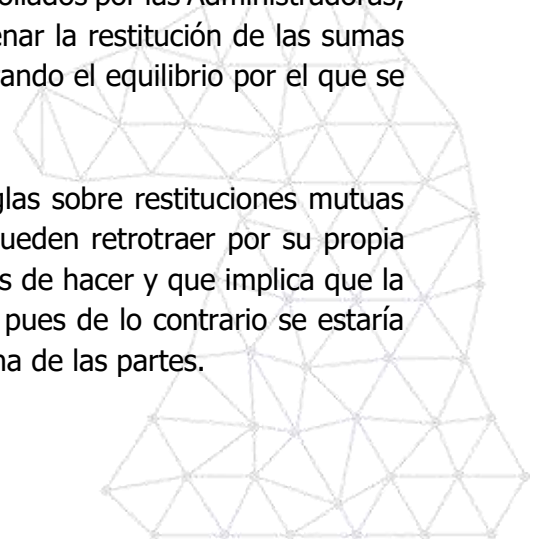 ollados por las Administradoras,
enar la restitución de las sumas
ando el equilibrio por el que se
glas sobre restituciones mutuas
ueden retrotraer por su propia
s de hacer y que implica que la
pues de lo contrario se estaría
na de las partes.